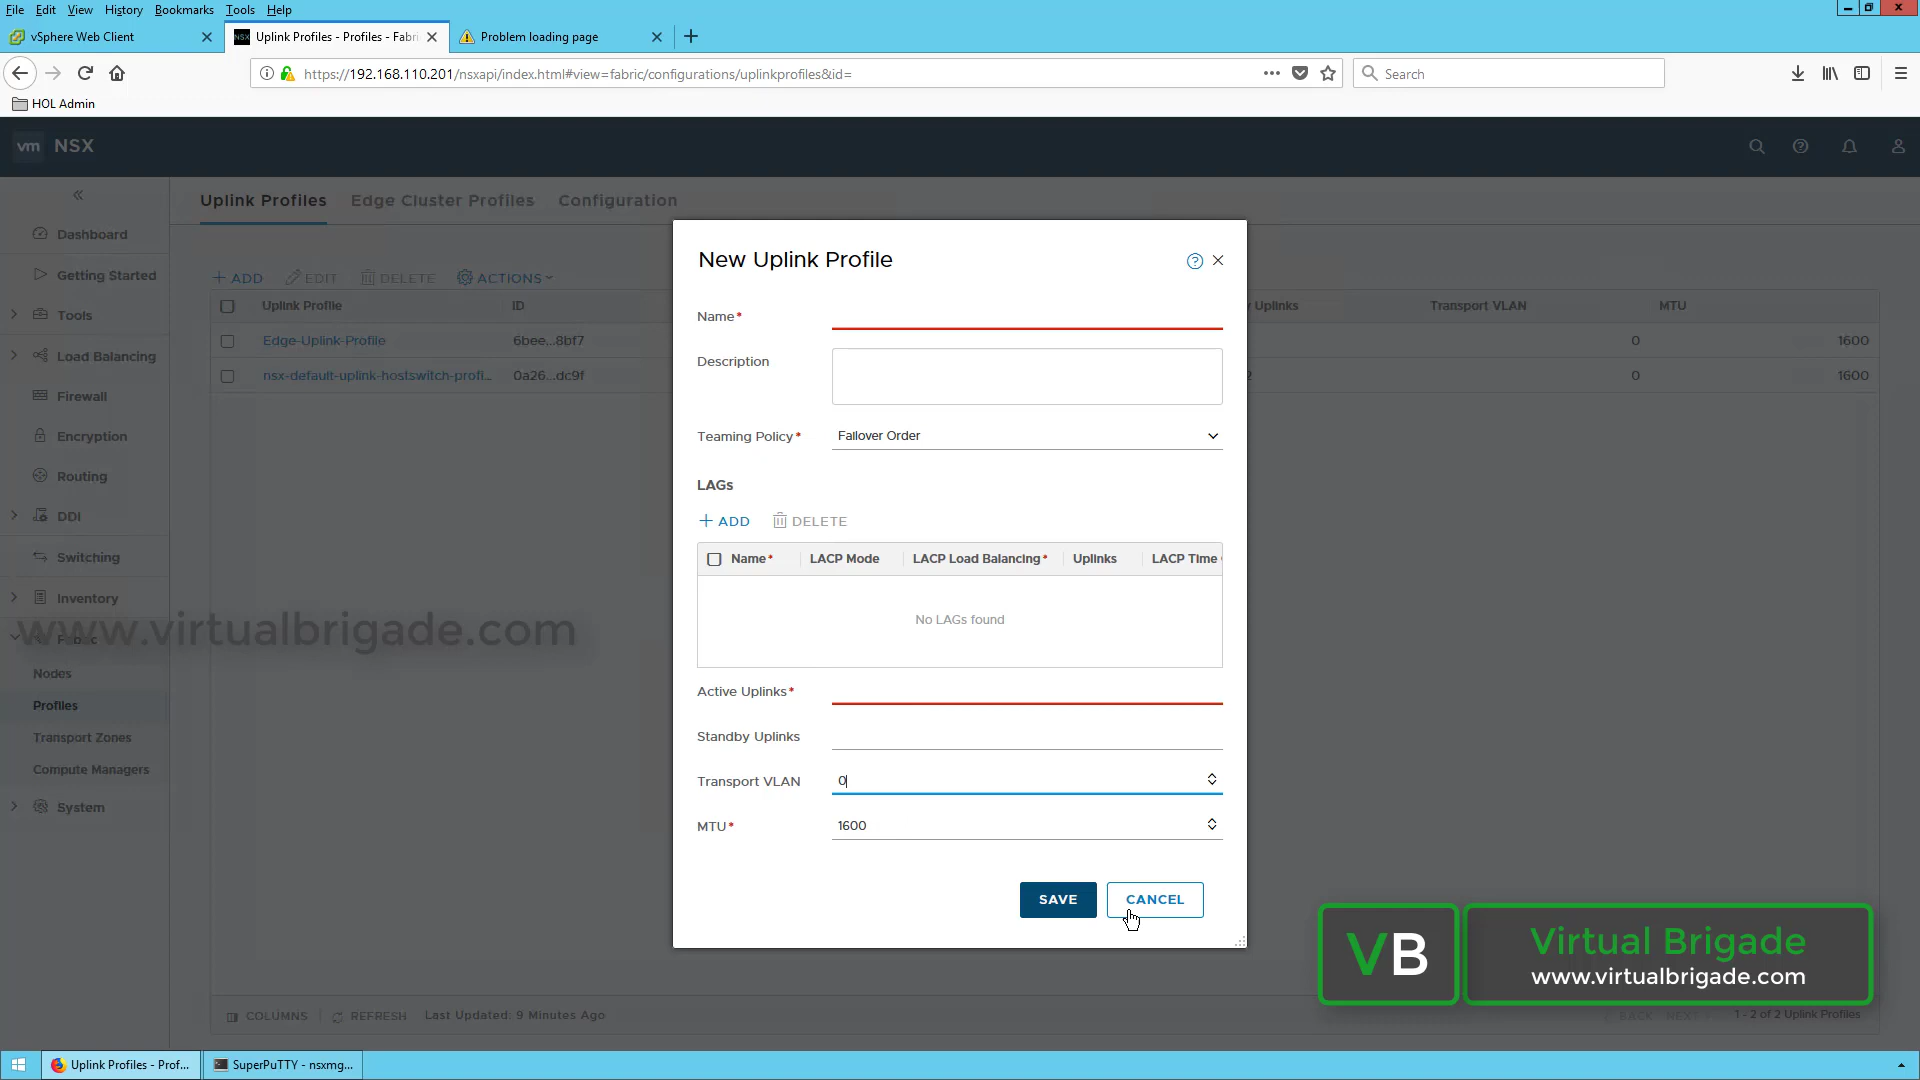 File Edit View History Bookmarks Tools Help
vSphere Web Client
NSX Uplink Profiles - Profiles - Fabri
Problem loading page
https://192.168.110.201/nsxapi/index.html#view=fabric/configurations/uplinkprofiles&id=
Search
HOL Admin
vm NSX
Uplink Profiles Edge Cluster Profiles Configuration
Dashboard
Getting Started
Tools
Load Balancing
Firewall
Encryption
Routing
DDI
Switching
Inventory
Nodes
Profiles
Transport Zones
Compute Managers
System
+ ADD EDIT DELETE ACTIONS
Uplink Profile ID Uplinks Transport VLAN MTU
Edge-Uplink-Profile 6bee...8bf7 0 1600
nsx-default-uplink-hostswitch-profi... 0a26...dc9f 2 0 1600
New Uplink Profile
Name*
Description
Teaming Policy* Failover Order
LAGs
+ ADD DELETE
Name* LACP Mode LACP Load Balancing* Uplinks LACP Time
No LAGs found
Active Uplinks*
Standby Uplinks
Transport VLAN 0
MTU* 1600
SAVE CANCEL
www.virtualbrigade.com
VB
Virtual Brigade
www.virtualbrigade.com
COLUMNS REFRESH Last Updated: 9 Minutes Ago
BACK NEXT 1 - 2 of 2 Uplink Profiles
Uplink Profiles - Prof...
SuperPuTTY - nsxmg...